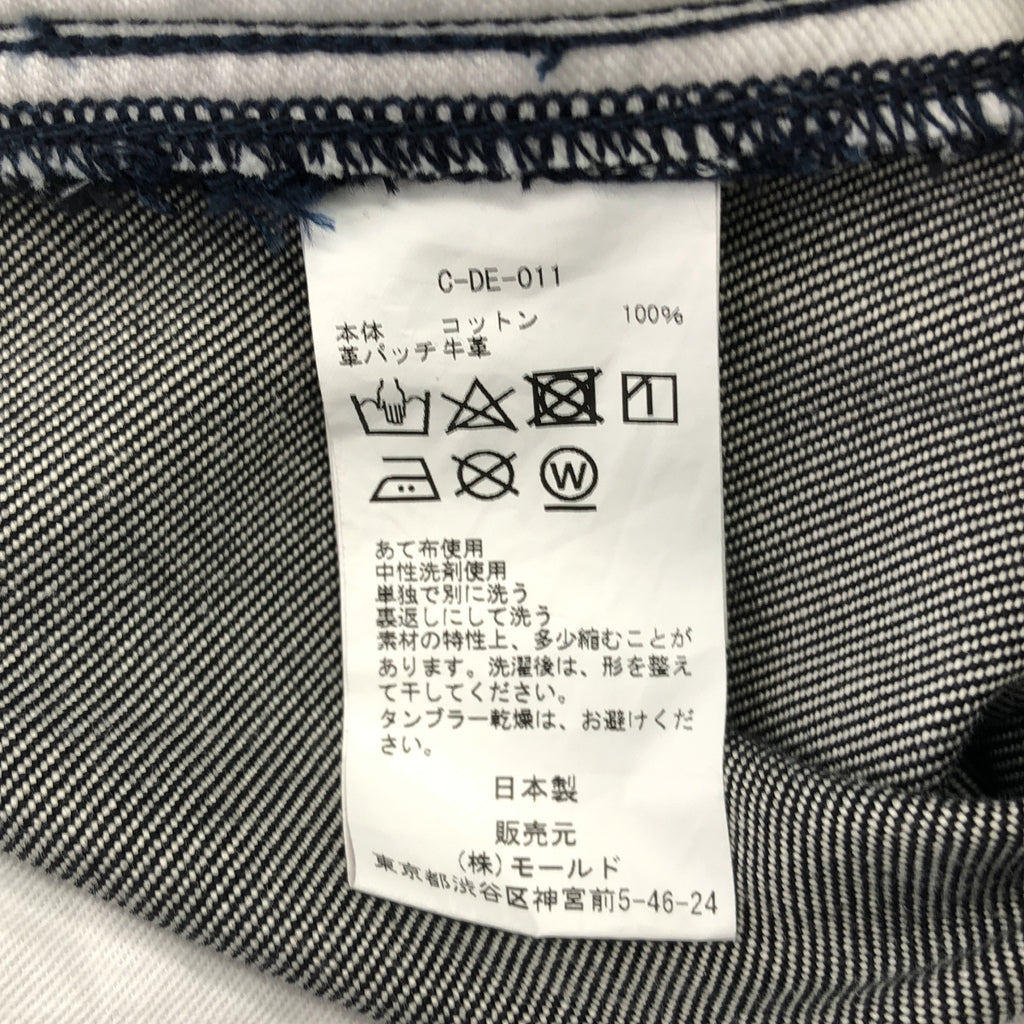 C-DE-011
本体 コットン 100%
革パッチ 牛革
W
あて布使用
中性洗剤使用
単独で別に洗う
裏返しにして洗う
素材の特性上、多少縮むことが
あります。洗濯後は、形を整え
て干してください。
タンブラー乾燥は、お避けくだ
さい。
日本製
販売元
（株）モールド
東京都渋谷区神宮前5-46-24